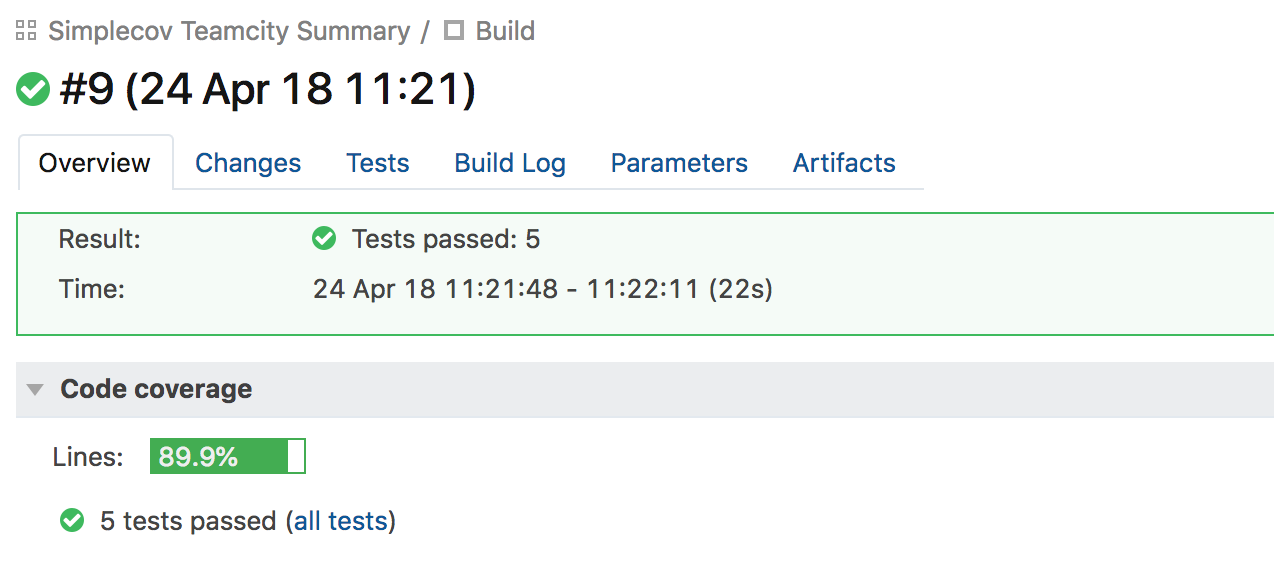 Simplecov Teamcity Summary / Build
#9 (24 Apr 18 11:21)
Overview Changes Tests Build Log Parameters Artifacts
Result: Tests passed: 5
Time: 24 Apr 18 11:21:48 - 11:22:11 (22s)
Code coverage
Lines: 89.9%
5 tests passed (all tests)